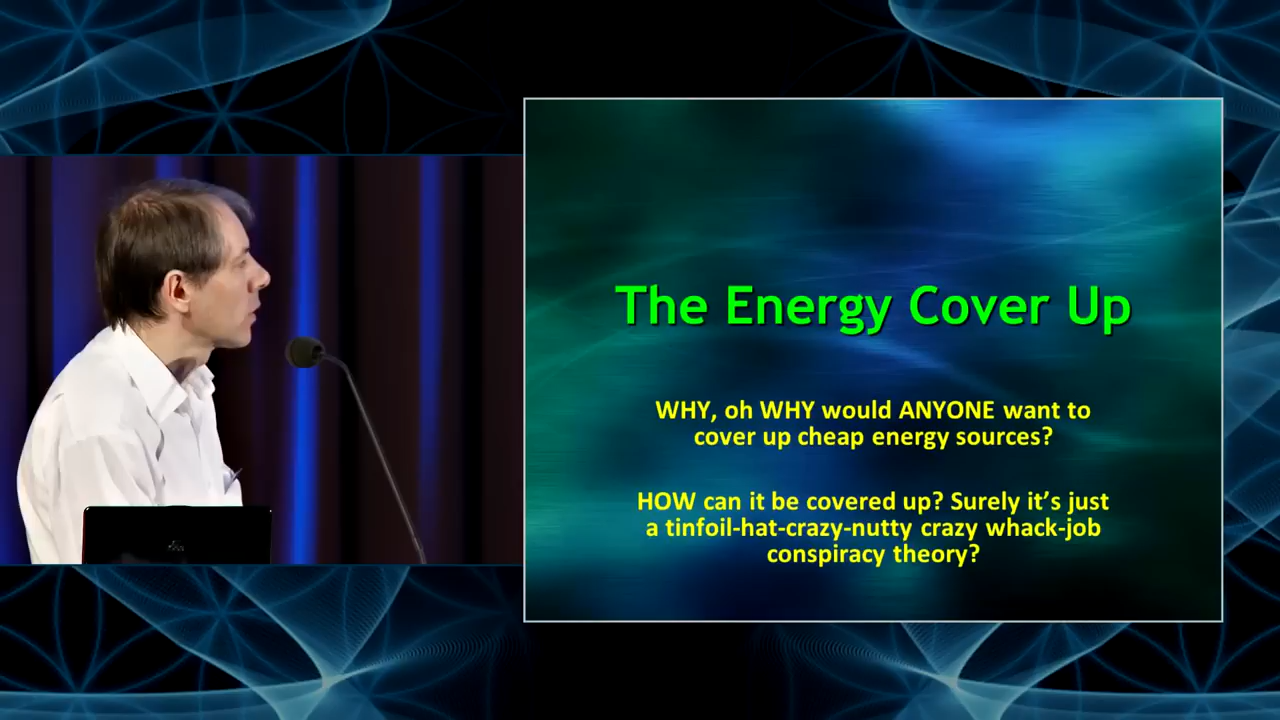 The Energy Cover Up
WHY, oh WHY would ANYONE want to
cover up cheap energy sources?
HOW can it be covered up? Surely it's just
a tinfoil-hat-crazy-nutty crazy whack-job
conspiracy theory?